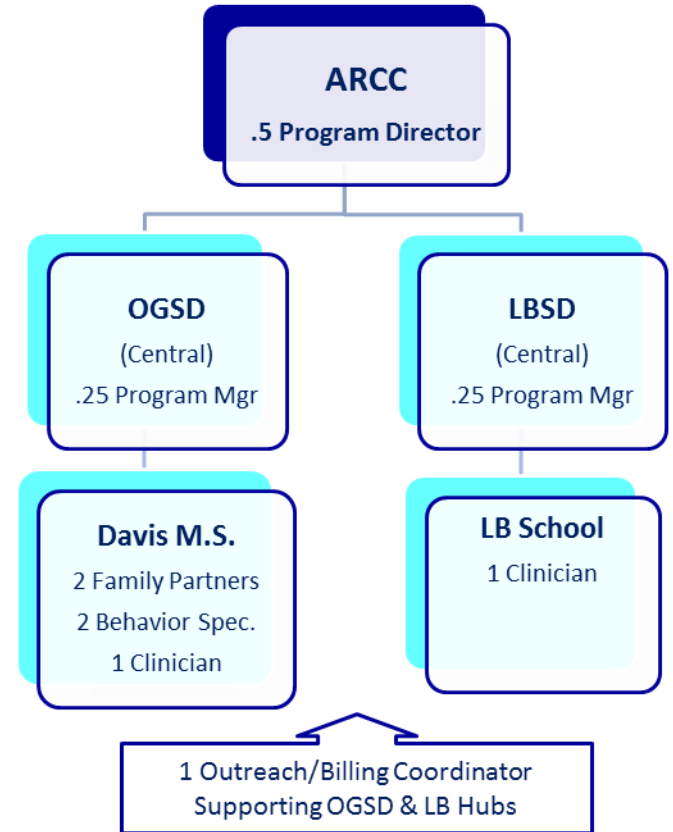 ARCC
.5 Program Director
OGSD
(Central)
.25 Program Mgr
LBSD
(Central)
.25 Program Mgr
Davis M.S.
2 Family Partners
2 Behavior Spec.
1 Clinician
LB School
1 Clinician
1 Outreach/Billing Coordinator
Supporting OGSD & LB Hubs